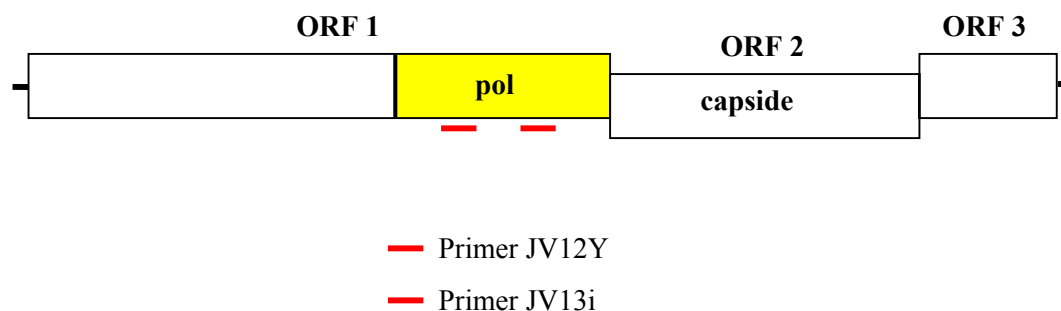 ORF 1
ORF 2
ORF 3
pol
capside
Primer JV12Y
Primer JV13i